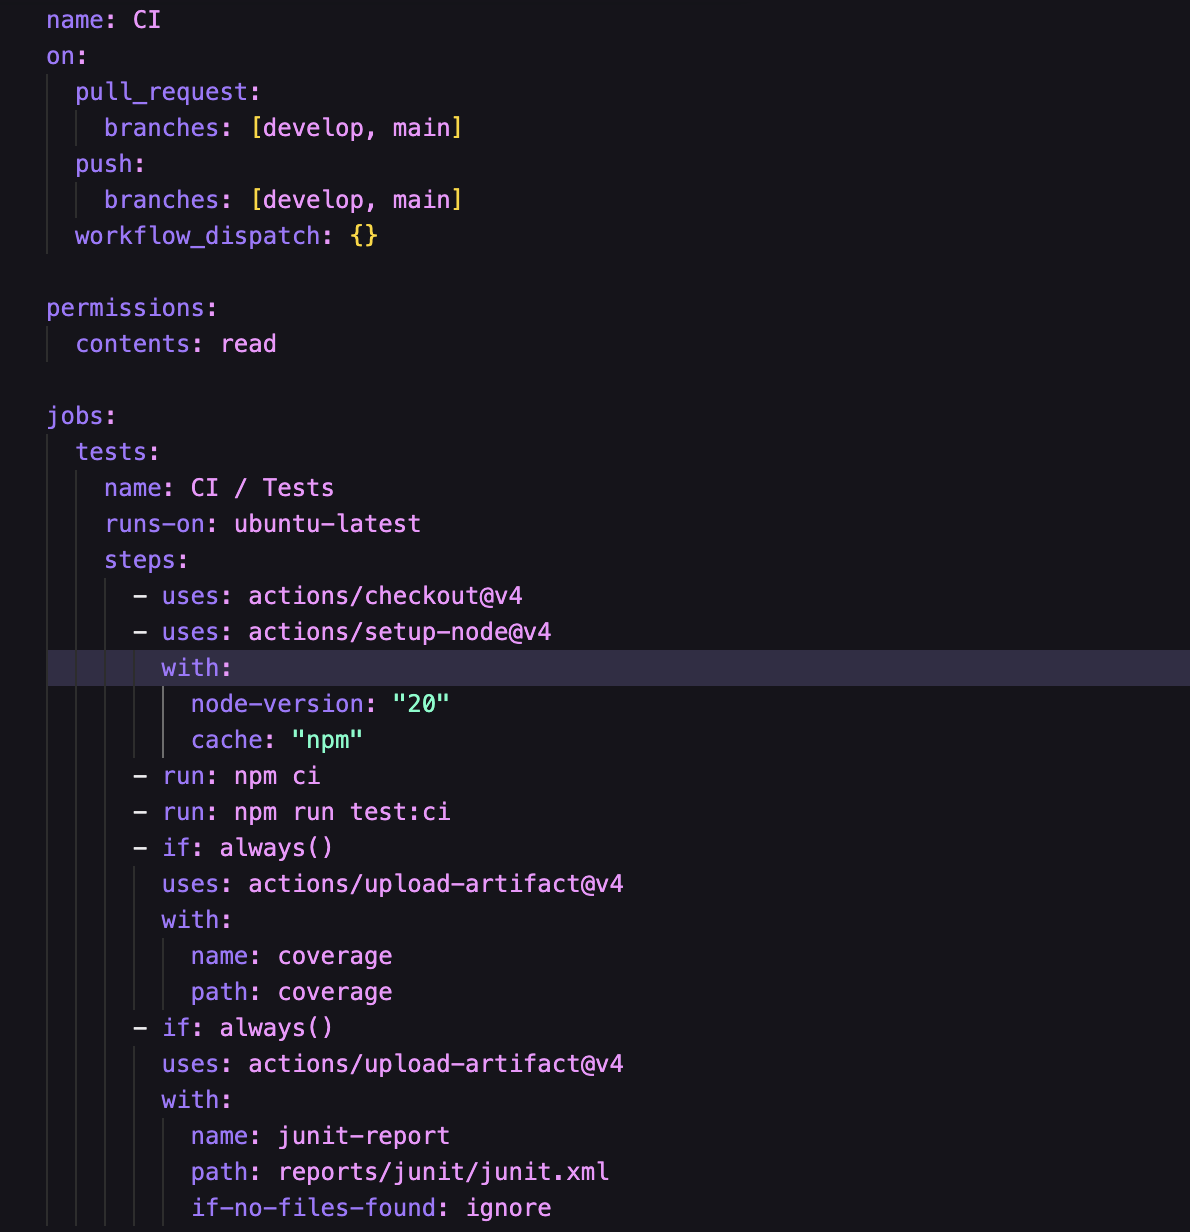 name: CI
on:
  pull_request:
    branches: [develop, main]
  push:
    branches: [develop, main]
  workflow_dispatch: {}

permissions:
  contents: read

jobs:
  tests:
    name: CI / Tests
    runs-on: ubuntu-latest
    steps:
      - uses: actions/checkout@v4
      - uses: actions/setup-node@v4
        with:
          node-version: "20"
          cache: "npm"
      - run: npm ci
      - run: npm run test:ci
      - if: always()
        uses: actions/upload-artifact@v4
        with:
          name: coverage
          path: coverage
      - if: always()
        uses: actions/upload-artifact@v4
        with:
          name: junit-report
          path: reports/junit/junit.xml
          if-no-files-found: ignore